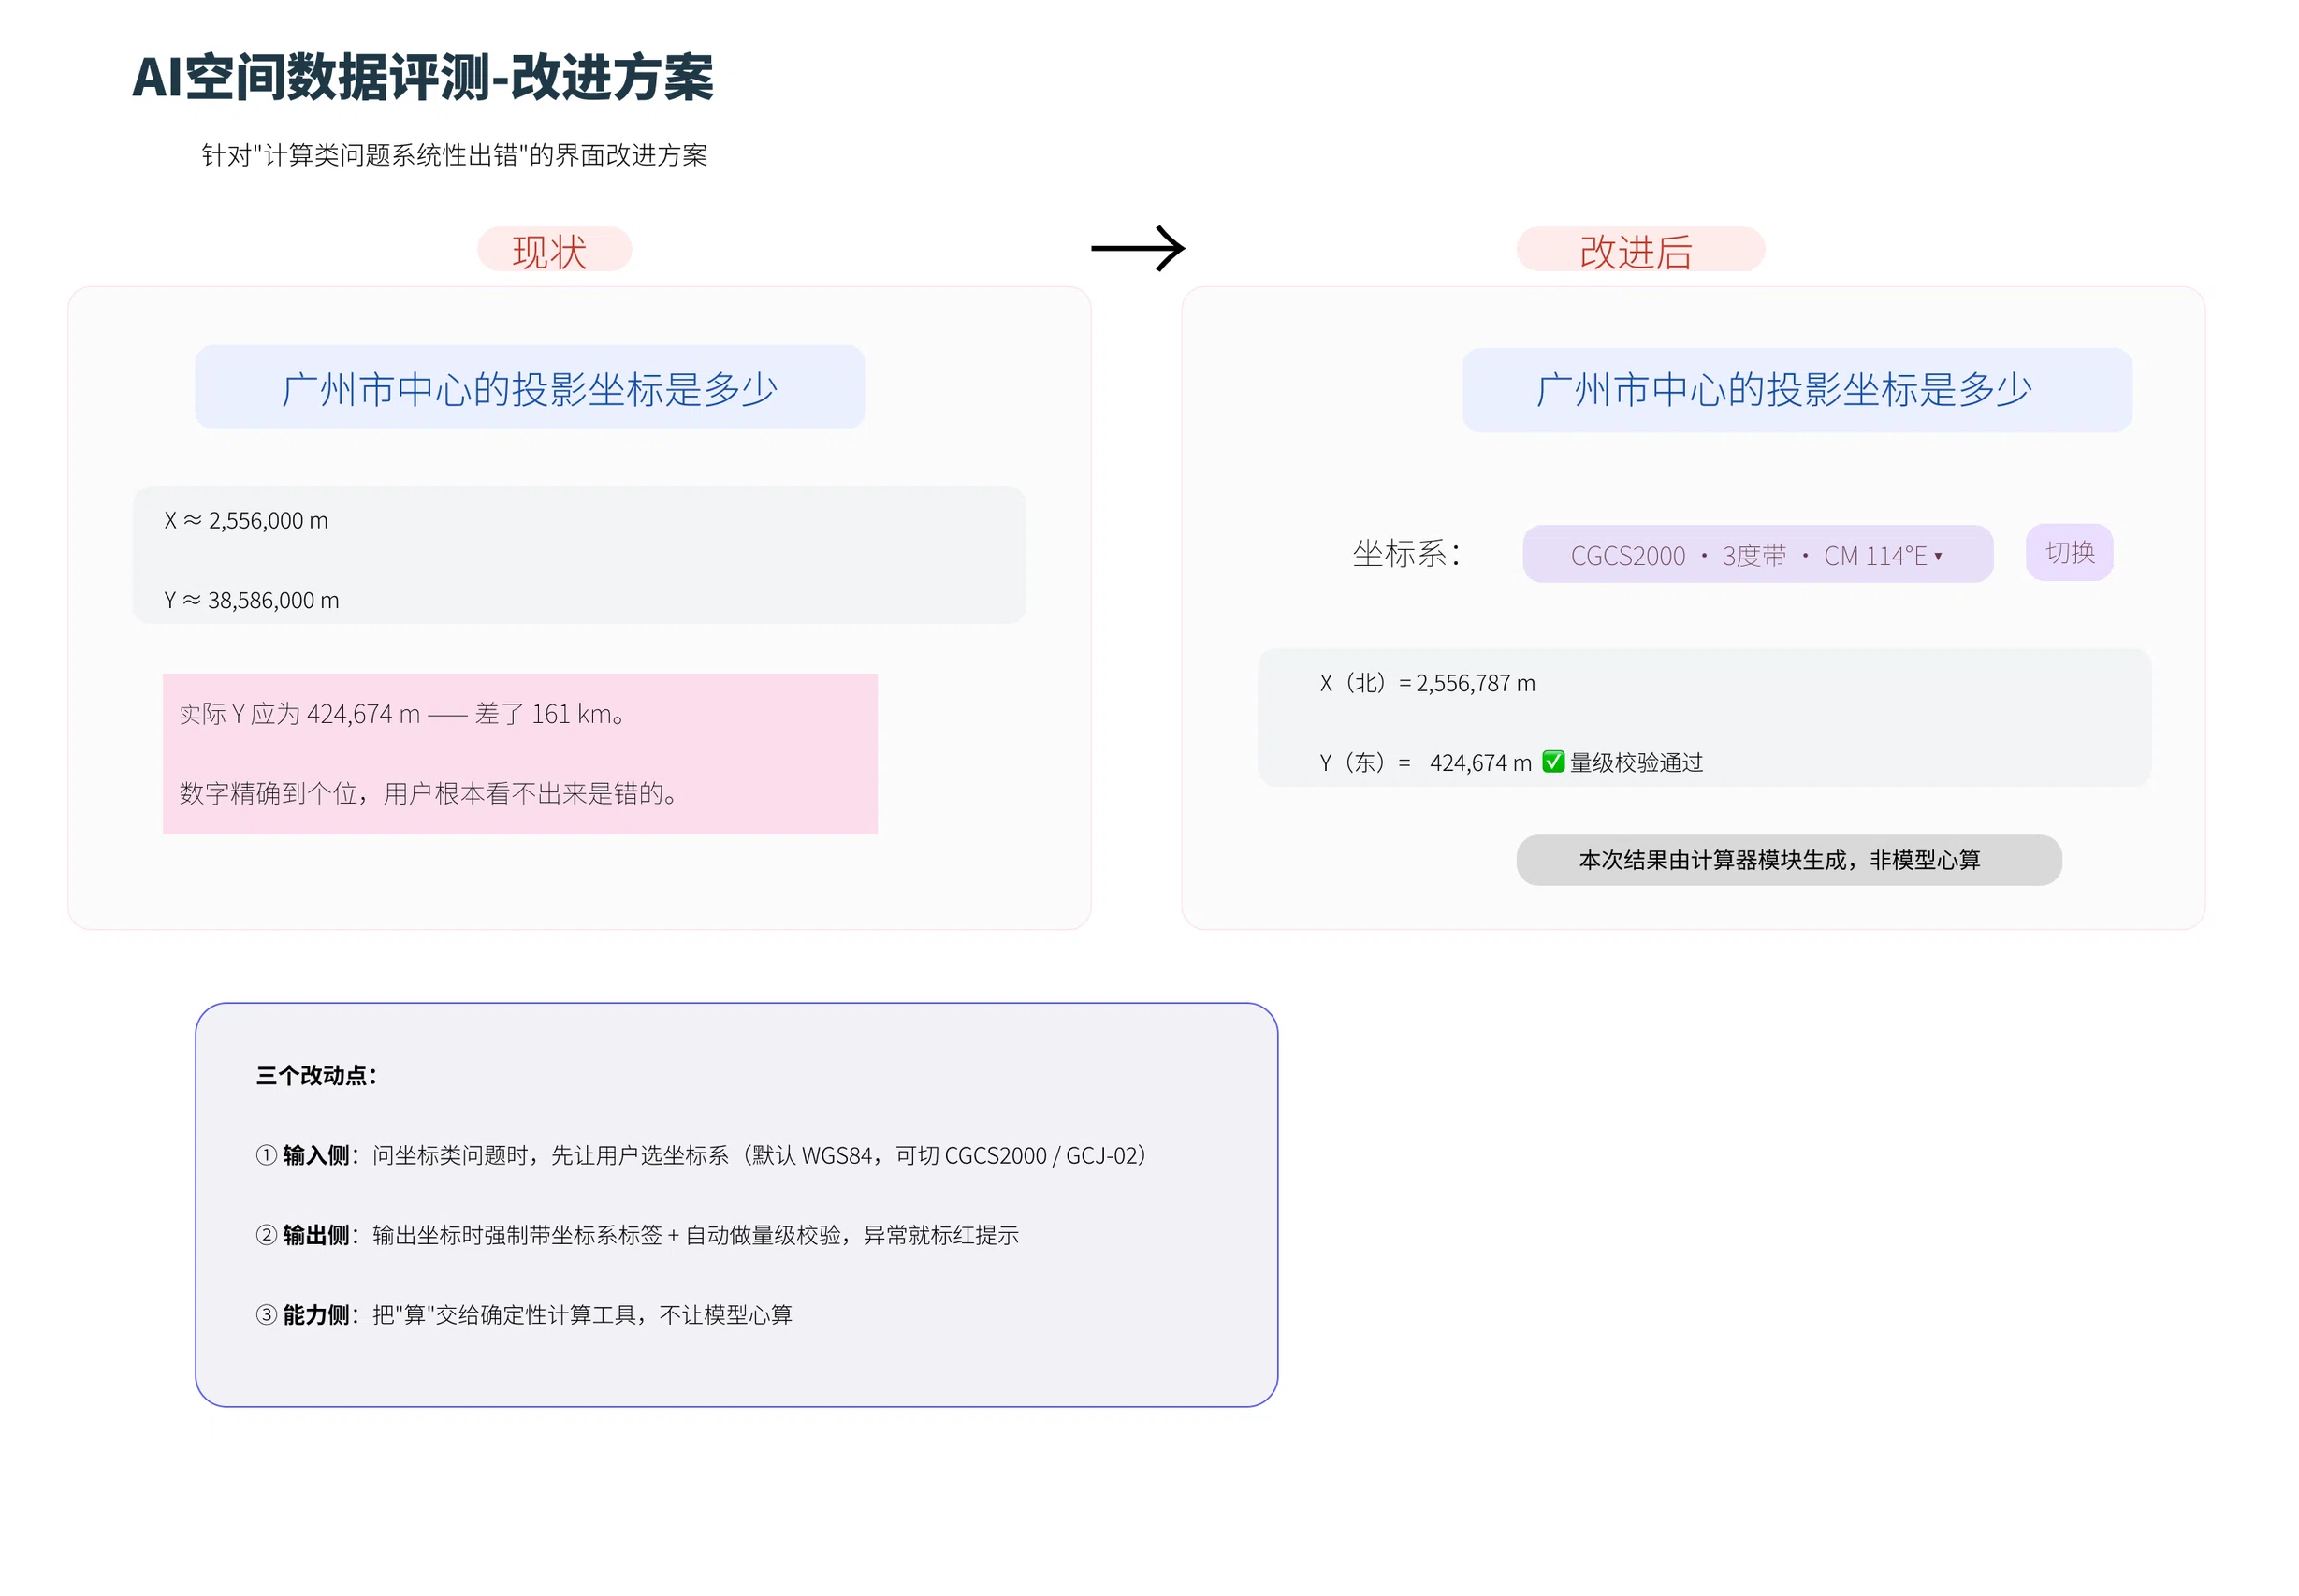 AI空间数据评测-改进方案
针对"计算类问题系统性出错"的界面改进方案
现状
→
改进后
广州市中心的投影坐标是多少
X ≈ 2,556,000 m
Y ≈ 38,586,000 m
实际 Y 应为 424,674 m —— 差了 161 km。
数字精确到个位，用户根本看不出来是错的。
广州市中心的投影坐标是多少
坐标系：
CGCS2000 · 3度带 · CM 114°E ▾
切换
X（北）= 2,556,787 m
Y（东）= 424,674 m ✅ 量级校验通过
本次结果由计算器模块生成，非模型心算
三个改动点：
① 输入侧：问坐标类问题时，先让用户选坐标系（默认 WGS84，可切 CGCS2000 / GCJ-02）
② 输出侧：输出坐标时强制带坐标系标签 + 自动做量级校验，异常就标红提示
③ 能力侧：把"算"交给确定性计算工具，不让模型心算